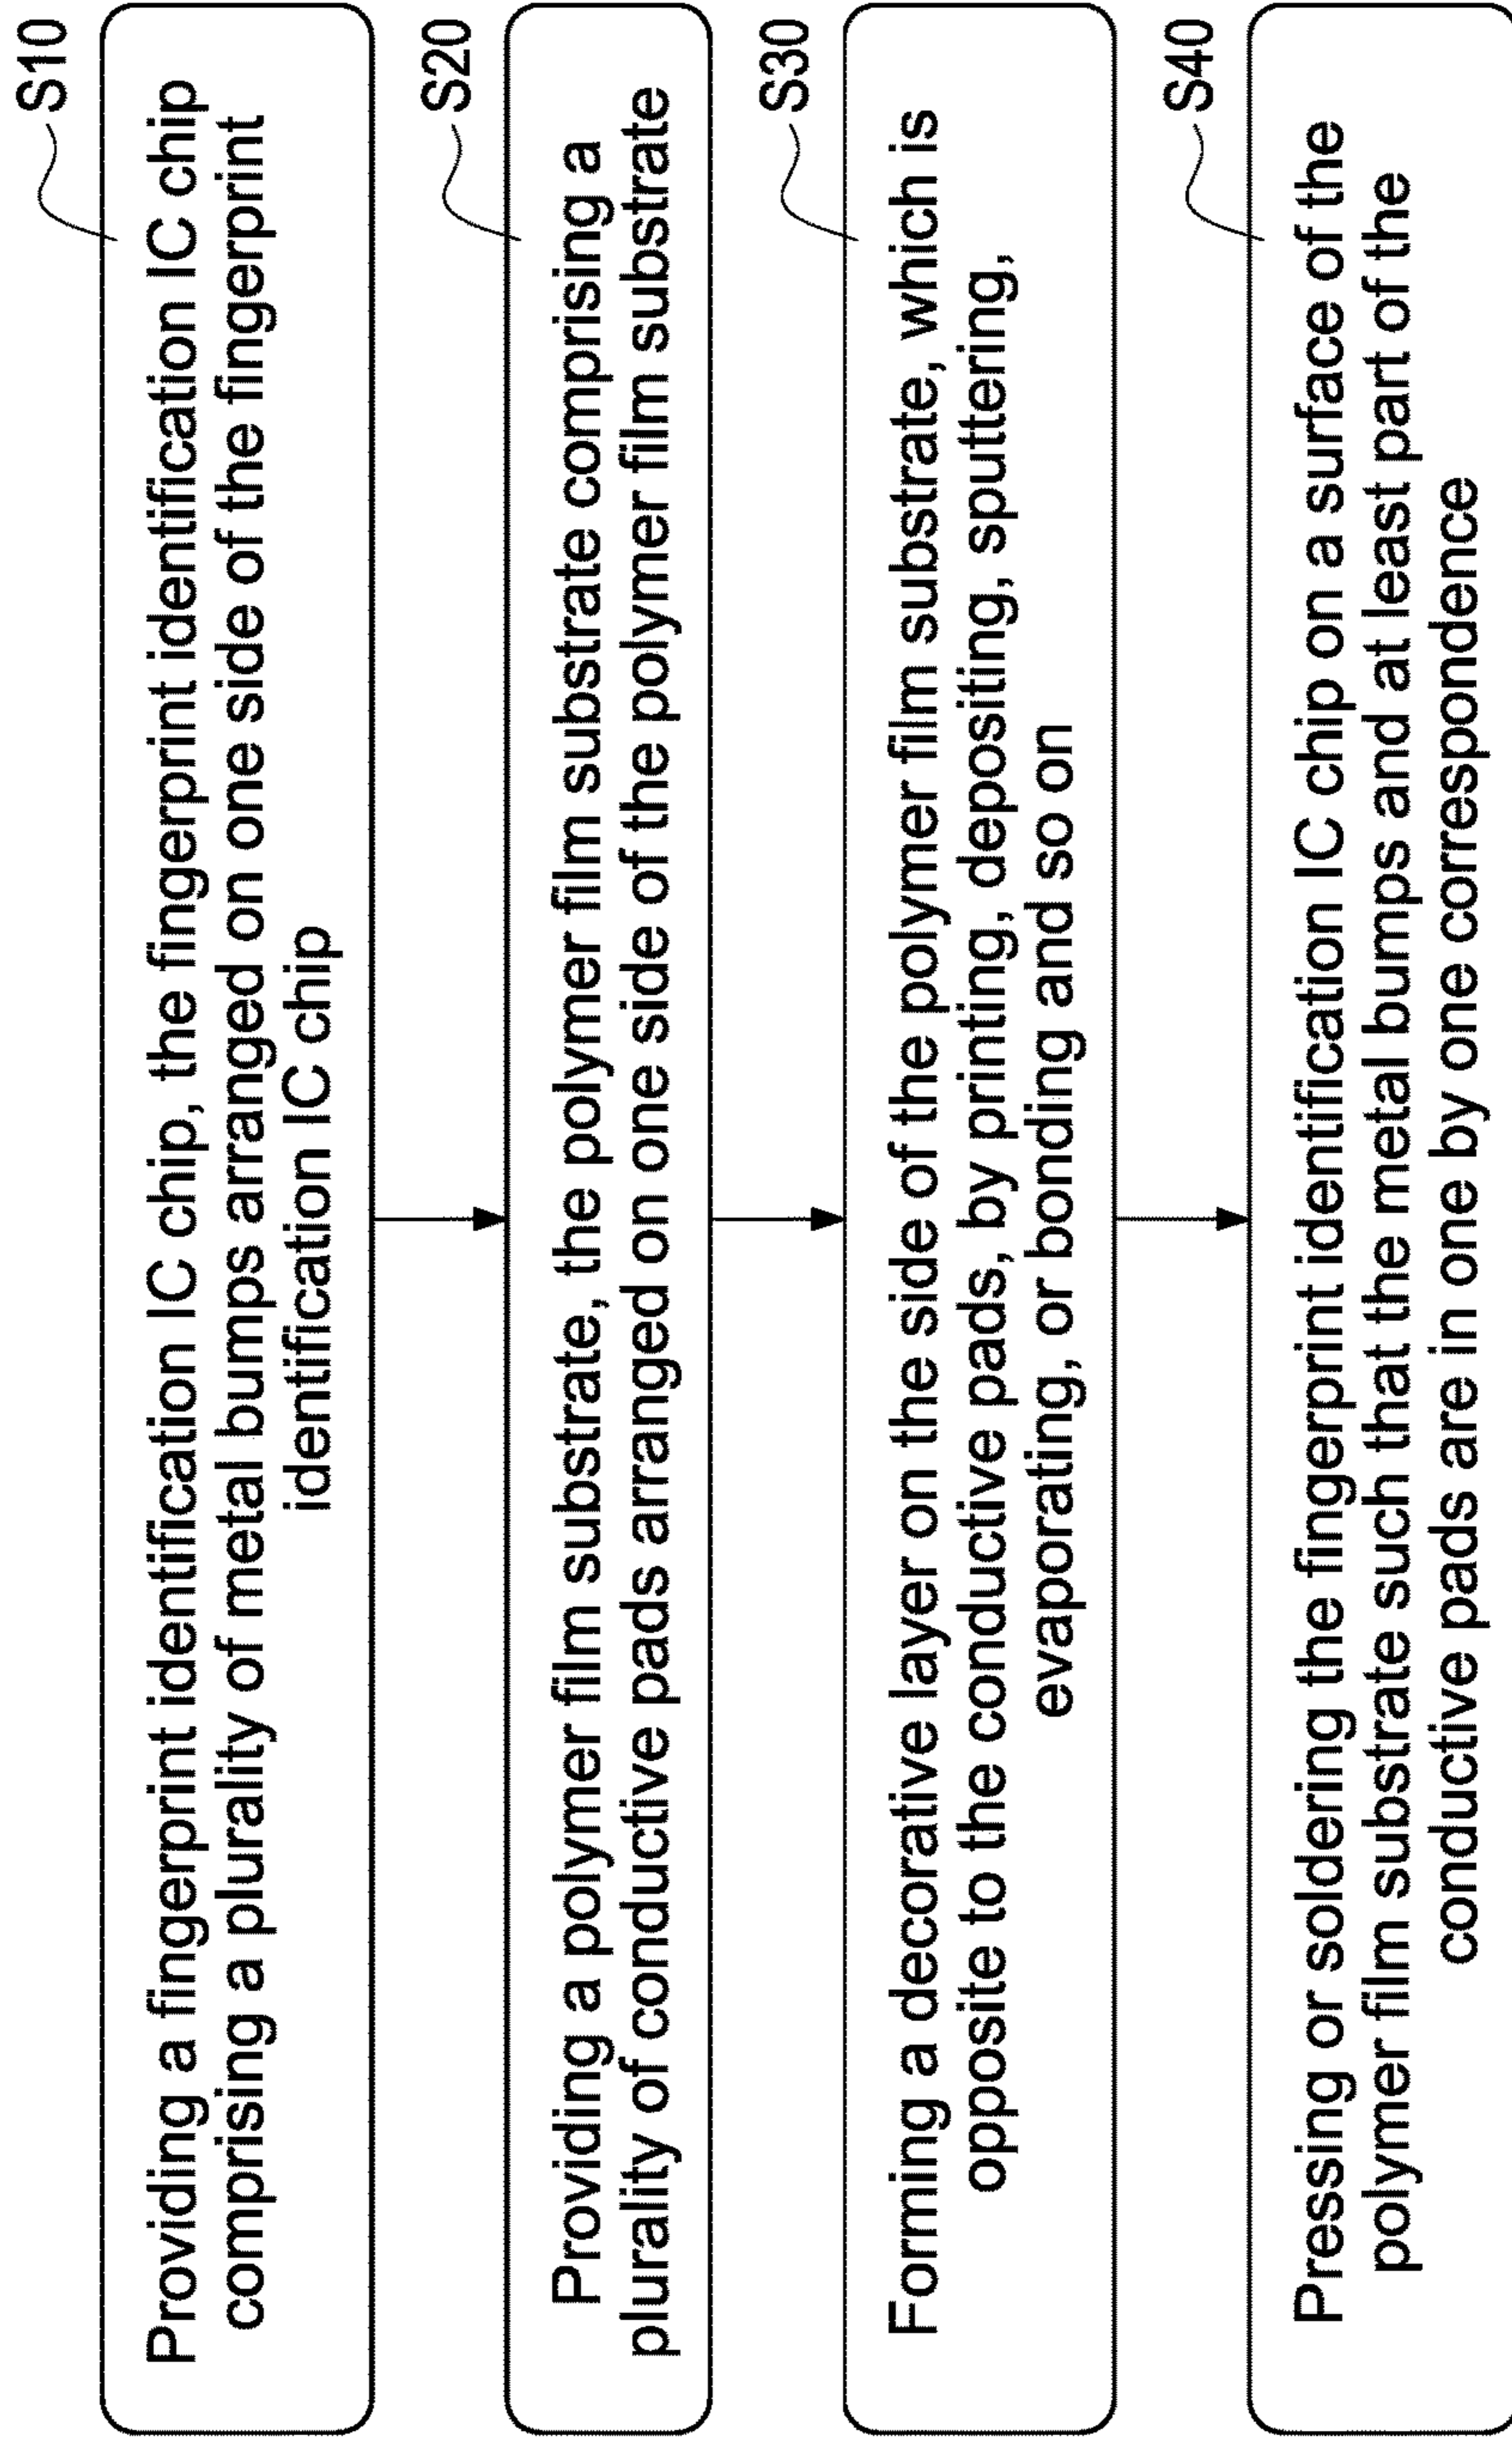 S10
Providing a fingerprint identification IC chip, the fingerprint identification IC chip
comprising a plurality of metal bumps arranged on one side of the fingerprint
identification IC chip
S20
Providing a polymer film substrate, the polymer film substrate comprising a
plurality of conductive pads arranged on one side of the polymer film substrate
S30
Forming a decorative layer on the side of the polymer film substrate, which is
opposite to the conductive pads, by printing, depositing, sputtering,
evaporating, or bonding and so on
S40
Pressing or soldering the fingerprint identification IC chip on a surface of the
polymer film substrate such that the metal bumps and at least part of the
conductive pads are in one by one correspondence